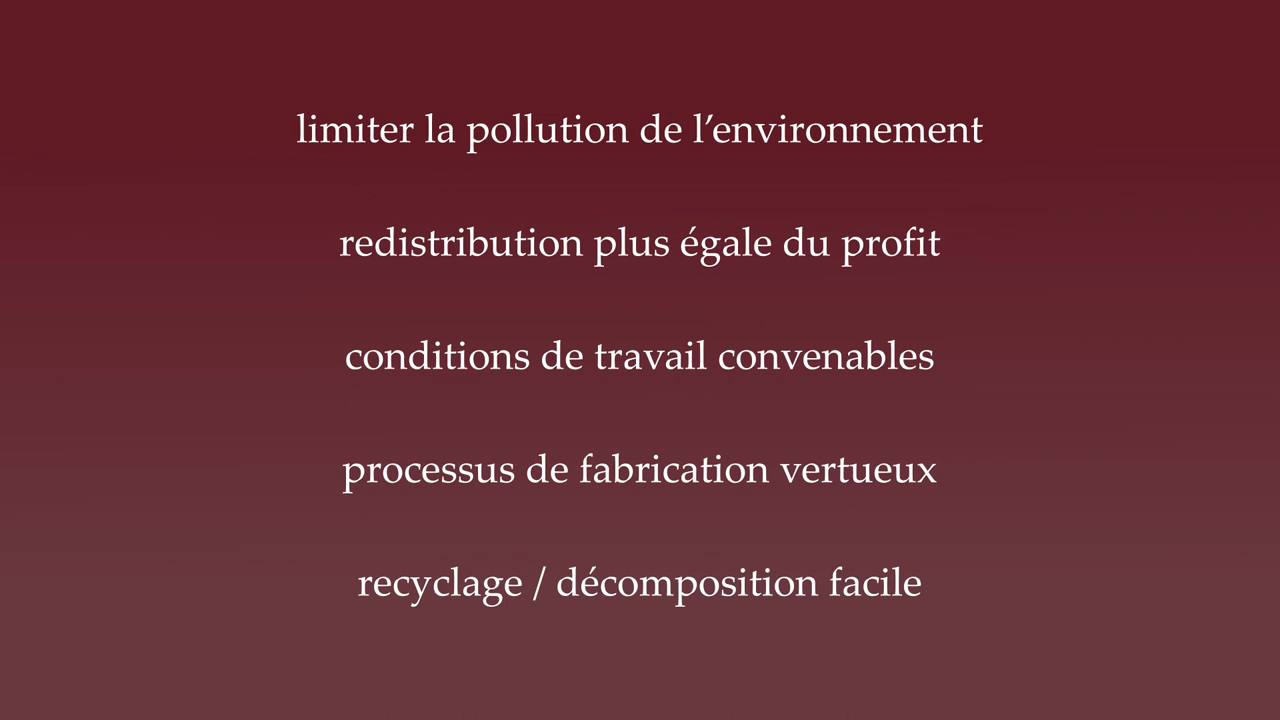 limiter la pollution de l’environnement
redistribution plus égale du profit
conditions de travail convenables
processus de fabrication vertueux
recyclage / décomposition facile